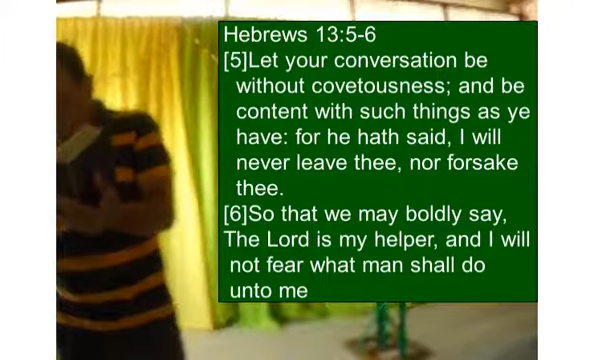 Hebrews 13:5-6
[5]Let your conversation be
without covetousness; and be
content with such things as ye
have: for he hath said, I will
never leave thee, nor forsake
thee.
[6]So that we may boldly say,
The Lord is my helper, and I will
not fear what man shall do
unto me